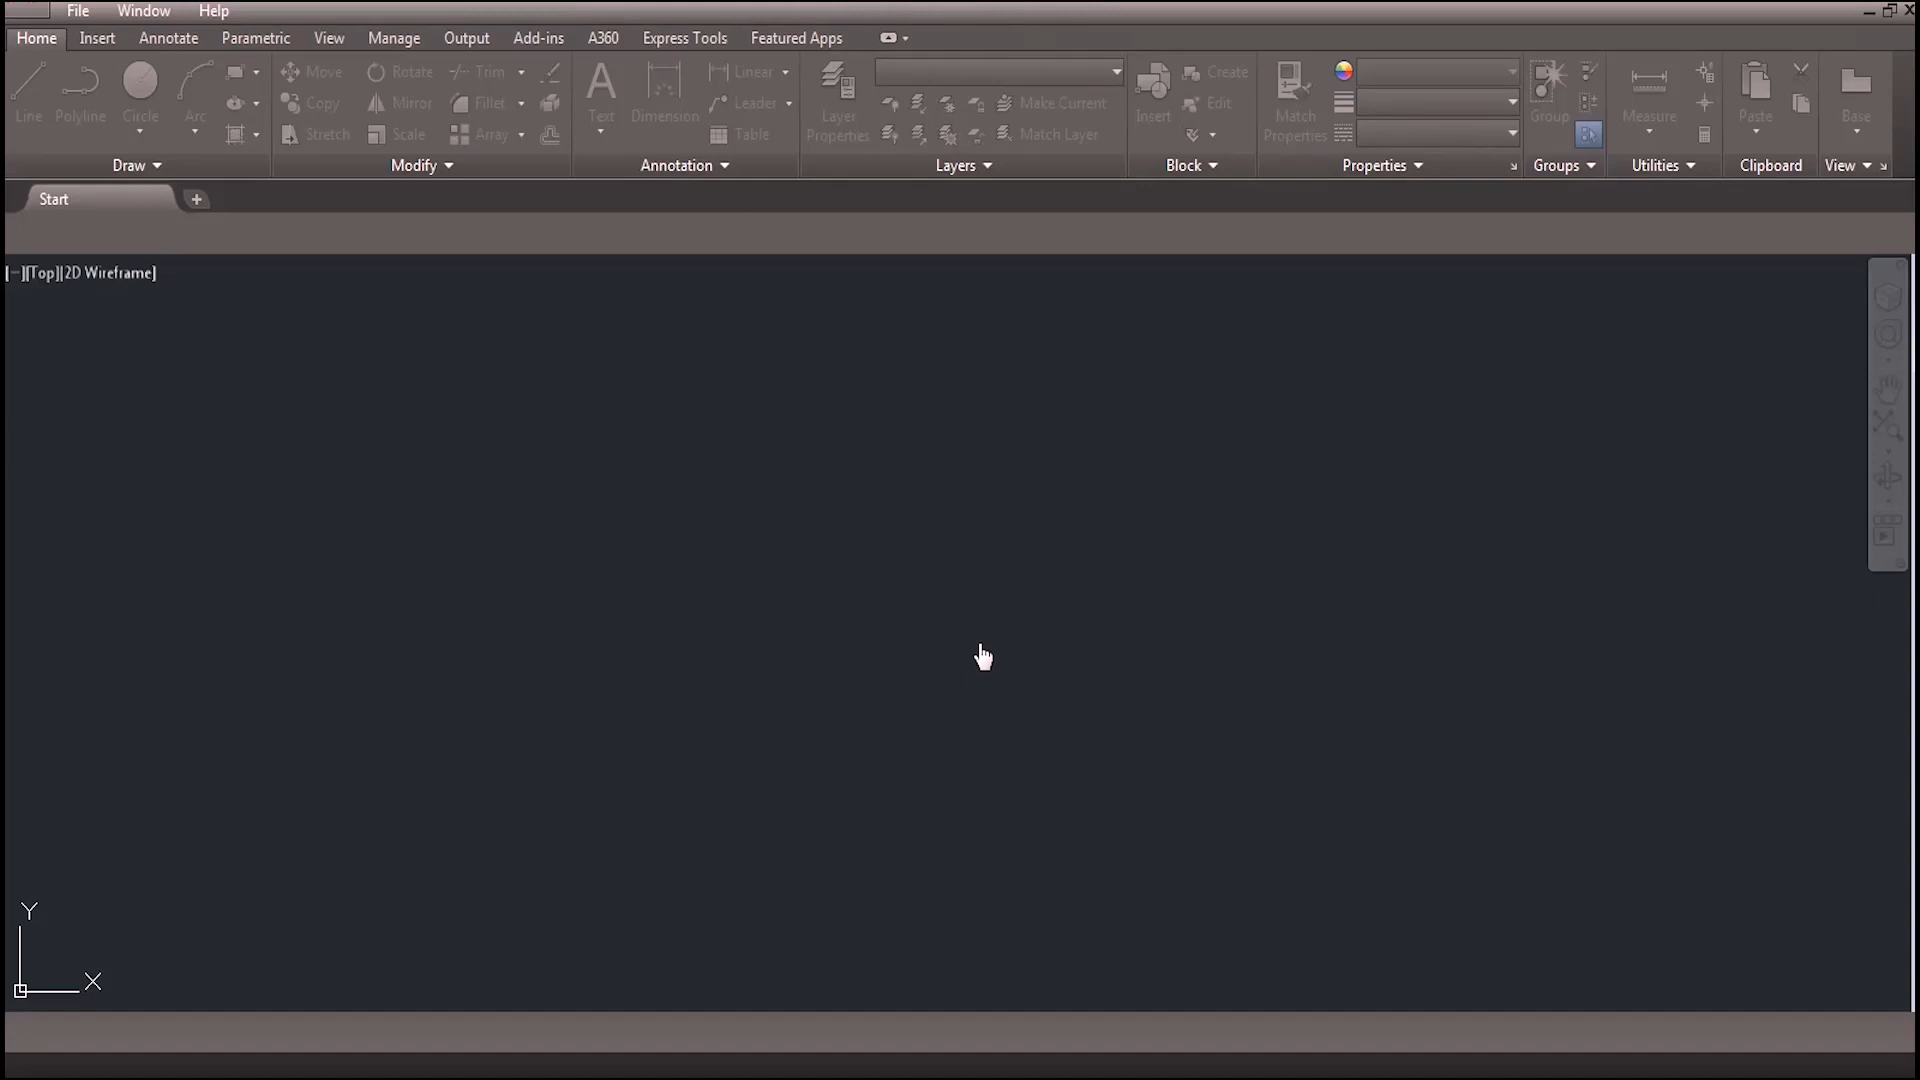 File Window Help
Home Insert Annotate Parametric View Manage Output Add-ins A360 Express Tools Featured Apps
Move Rotate Trim Linear Create
Copy Mirror Fillet Leader Make Current Edit
Line Polyline Circle Arc Text Dimension Layer Properties Insert Match Properties Group Measure Paste Base
Stretch Scale Array Table Match Layer
Draw Modify Annotation Layers Block Properties Groups Utilities Clipboard View
Start
[−][Top][2D Wireframe]
Y
X